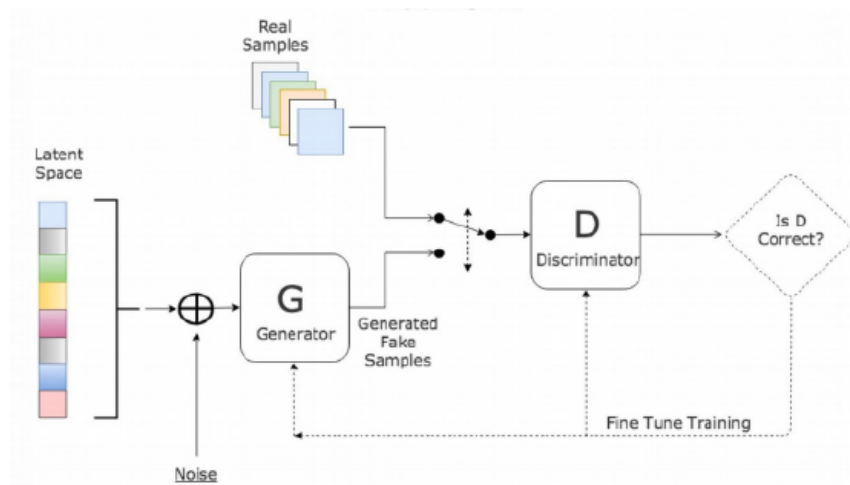 Real
Samples
Latent
Space
G
Generator
Generated
Fake
Samples
D
Discriminator
Is D
Correct?
Fine Tune Training
Noise